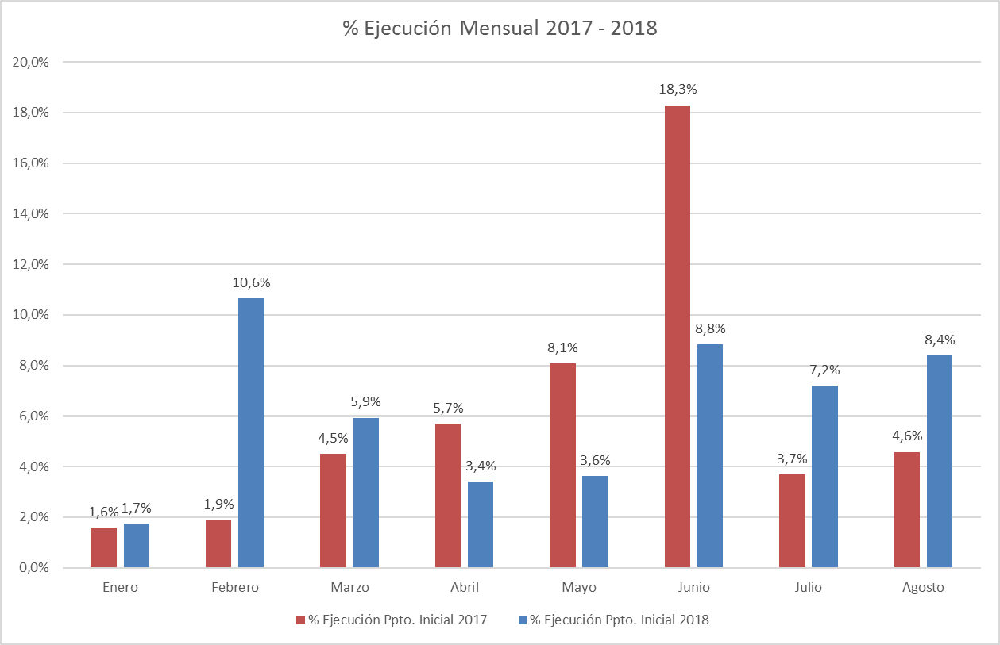 % Ejecución Mensual 2017 - 2018
20,0%
18,0%
16,0%
14,0%
12,0%
10,0%
8,0%
6,0%
4,0%
2,0%
0,0%
1,6%
1,7%
1,9%
10,6%
4,5%
5,9%
5,7%
3,4%
8,1%
3,6%
18,3%
8,8%
3,7%
7,2%
4,6%
8,4%
Enero
Febrero
Marzo
Abril
Mayo
Junio
Julio
Agosto
% Ejecución Ppto. Inicial 2017
% Ejecución Ppto. Inicial 2018